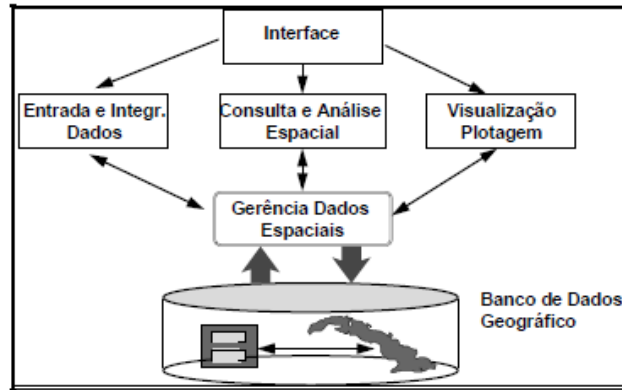 Interface
Entrada e Integr.
Dados
Consulta e Análise
Espacial
Visualização
Plotagem
Gerência Dados
Espaciais
Banco de Dados
Geográfico